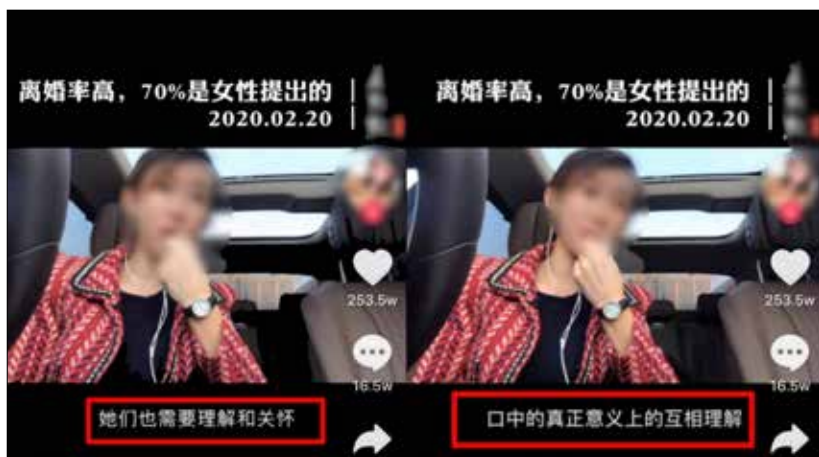 离婚率高，70%是女性提出的
2020.02.20
253.5w
16.5w
她们也需要理解和关怀
离婚率高，70%是女性提出的
2020.02.20
253.5w
16.5w
口中的真正意义上的互相理解